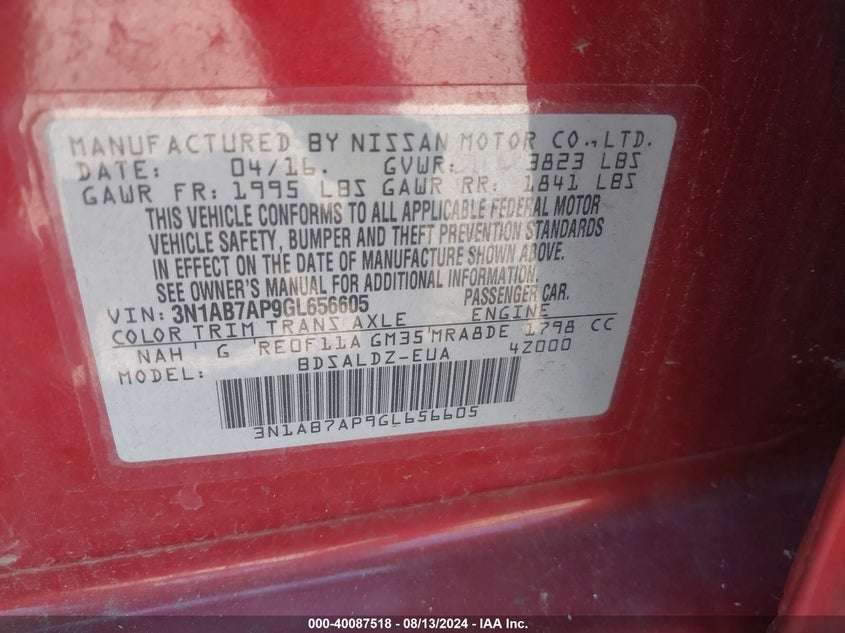 MANUFACTURED BY NISSAN MOTOR CO.,LTD.
DATE: 04/16. GVWR: 3823 LBS
GAWR FR: 1995 LBS GAWR RR: 1841 LBS
THIS VEHICLE CONFORMS TO ALL APPLICABLE FEDERAL MOTOR
VEHICLE SAFETY, BUMPER AND THEFT PREVENTION STANDARDS
IN EFFECT ON THE DATE OF MANUFACTURE SHOWN ABOVE.
SEE OWNER'S MANUAL FOR ADDITIONAL INFORMATION.
VIN: 3N1AB7AP9GL656605 PASSENGER CAR.
COLOR TRIM TRANS AXLE ENGINE
NAH G RE0F11A GM35 MRA8DE 1798 CC
MODEL: BDSALDZ-EUA 4Z000
3N1AB7AP9GL656605
000-40087518 - 08/13/2024 - IAA Inc.